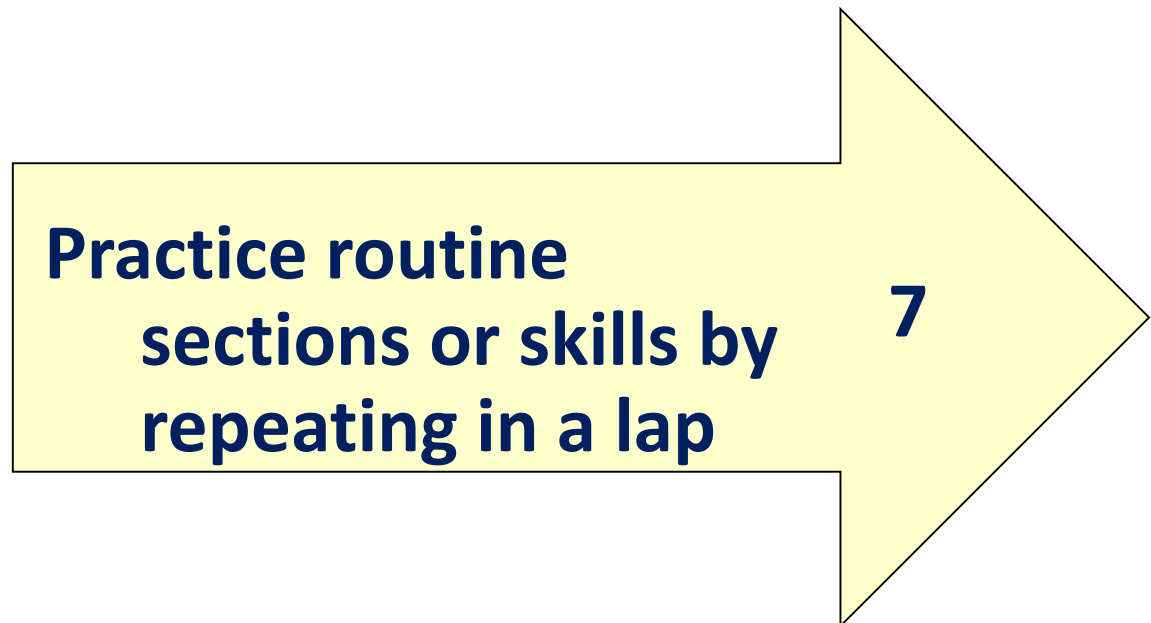 Practice routine
sections or skills by
repeating in a lap
7